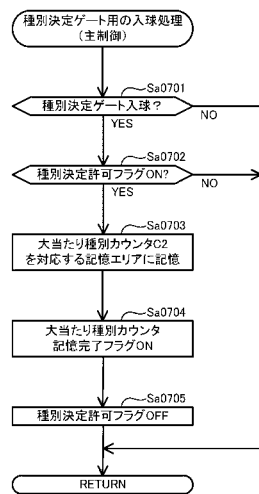 種別決定ゲート用の入球処理
(主制御)
Sa0701
種別決定ゲート入球?
NO
YES
Sa0702
種別決定許可フラグON?
NO
YES
Sa0703
大当たり種別カウンタC2
を対応する記憶エリアに記憶
Sa0704
大当たり種別カウンタ
記憶完了フラグON
Sa0705
種別決定許可フラグOFF
RETURN